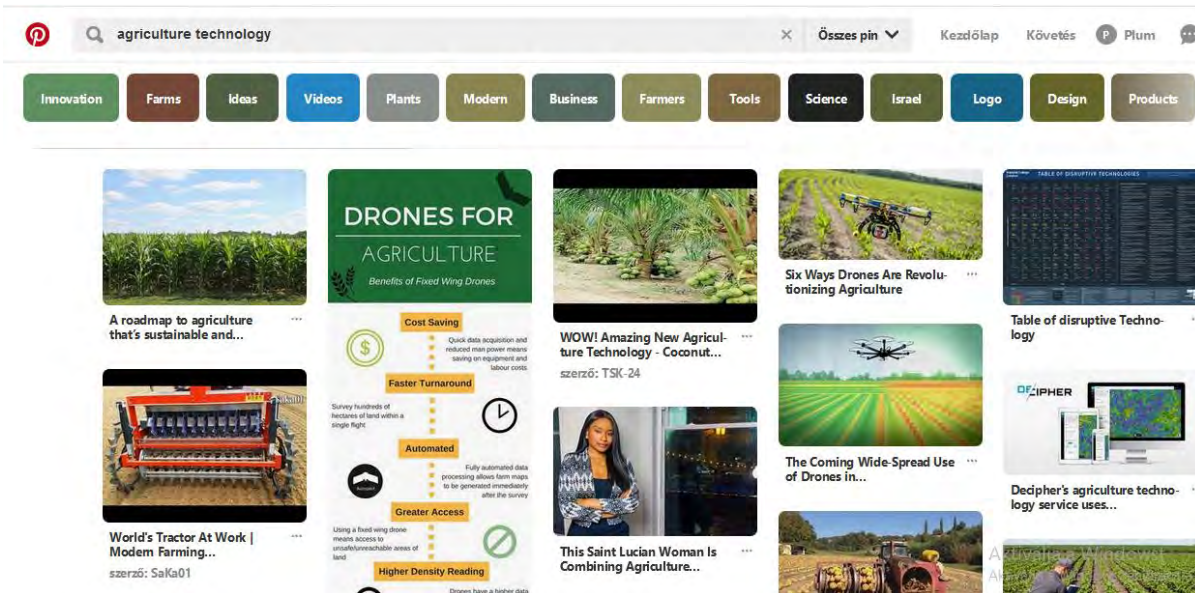 agriculture technology
Összes pin
Kezdőlap
Követés
P
Plum
Innovation
Farms
Ideas
Videos
Plants
Modern
Business
Farmers
Tools
Science
Israel
Logo
Design
Products
A roadmap to agriculture
that's sustainable and...
World's Tractor At Work |
Modern Farming...
szerző: SaKa01
DRONES FOR
AGRICULTURE
Benefits of Fixed Wing Drones
Cost Saving
Quick data acquisition and
reduced man power means
saving on equipment and
labour costs
Faster Turnaround
Survey hundreds of
hectares of land within a
single flight
Automated
Fully automated data
processing allows farm maps
to be generated immediately
after the survey
Greater Access
Using a fixed wing drone
means access to
unsafe/unreachable areas of
land
Higher Density Reading
Drones have a higher data
WOW! Amazing New Agricul-
ture Technology - Coconut...
szerző: TSK-24
This Saint Lucian Woman Is
Combining Agriculture...
Six Ways Drones Are Revolu-
tionizing Agriculture
The Coming Wide-Spread Use
of Drones in...
TABLE OF DISRUPTIVE TECHNOLOGIES
Table of disruptive Techno-
logy
DECIPHER
Decipher's agriculture techno-
logy service uses...